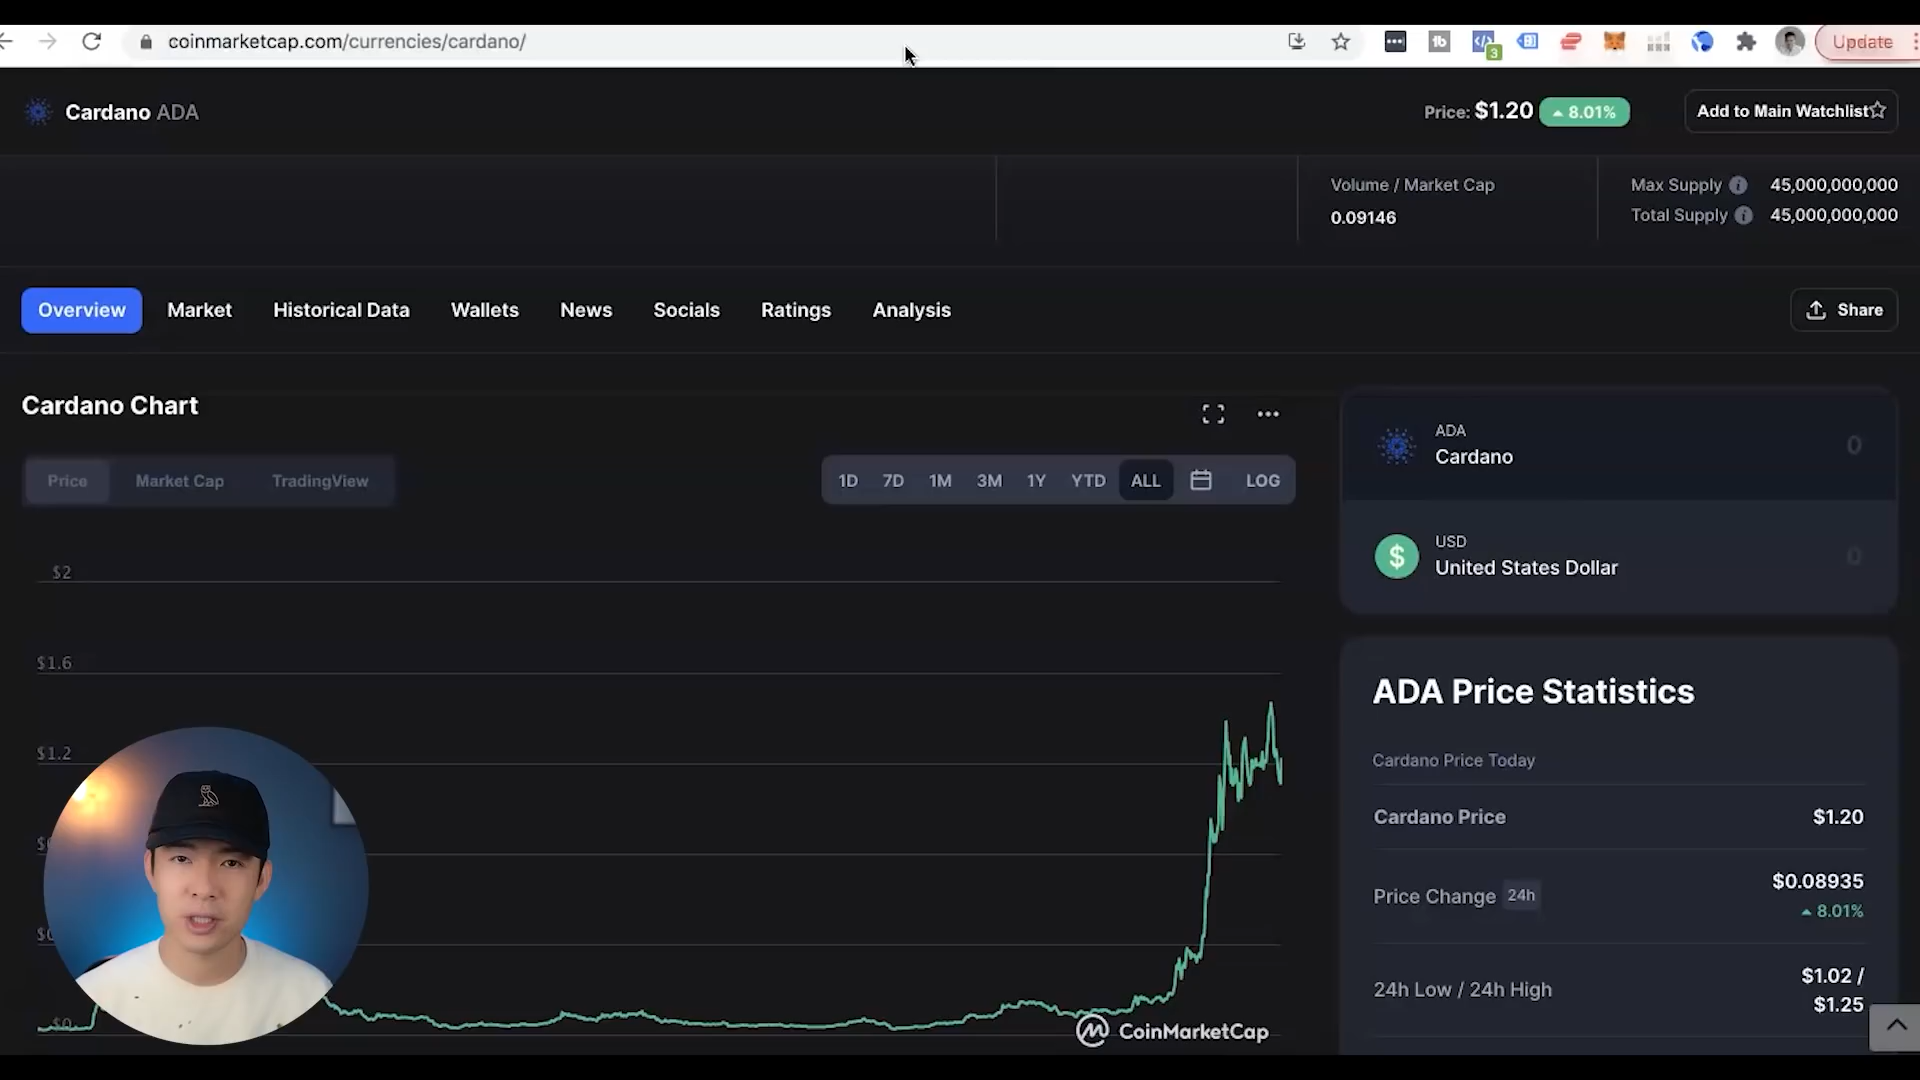 coinmarketcap.com/currencies/cardano/
3
Update
Cardano ADA
Price: $1.20 8.01%
Add to Main Watchlist
Volume / Market Cap
0.09146
Max Supply 45,000,000,000
Total Supply 45,000,000,000
Overview Market Historical Data Wallets News Socials Ratings Analysis
Share
Cardano Chart
Price Market Cap TradingView
1D 7D 1M 3M 1Y YTD ALL LOG
$2
$1.6
$1.2
$0
CoinMarketCap
ADA
Cardano
0
USD
United States Dollar
0
ADA Price Statistics
Cardano Price Today
Cardano Price $1.20
Price Change 24h $0.08935
8.01%
24h Low / 24h High $1.02 /
$1.25